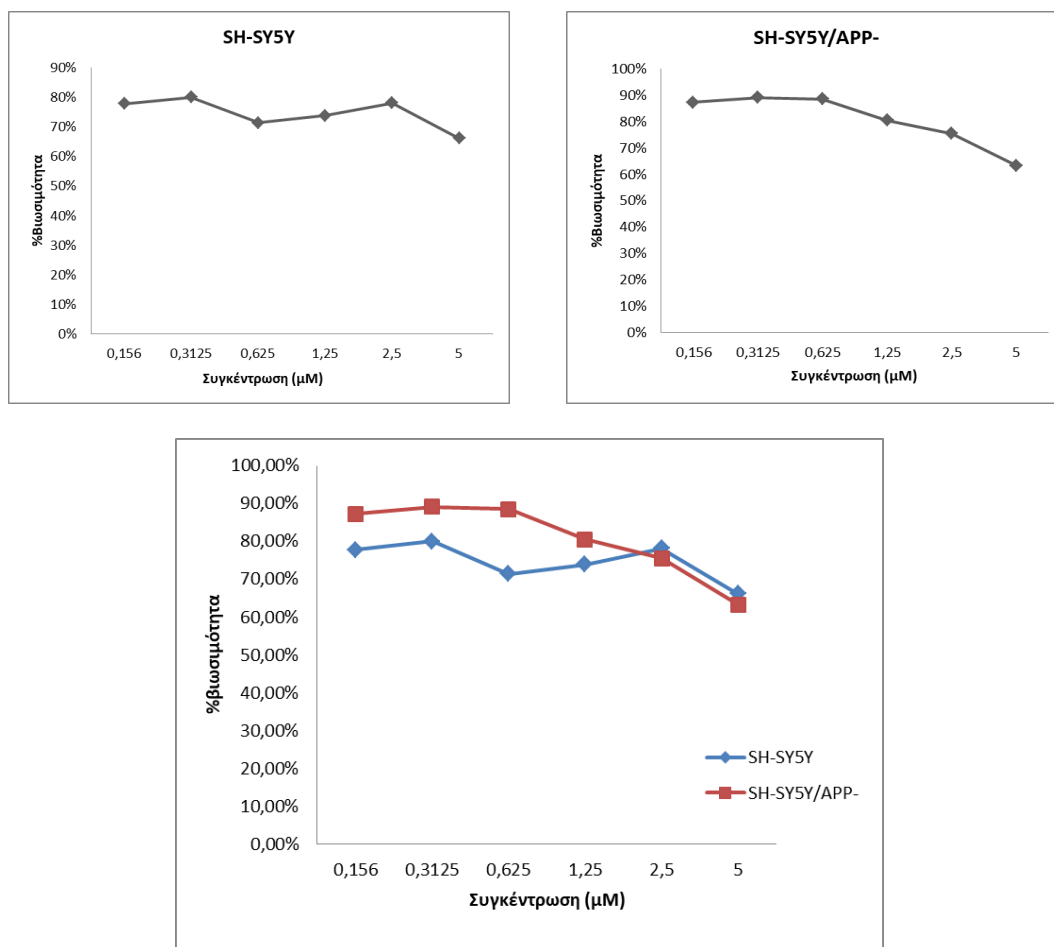 SH-SY5Y
90%
80%
70%
60%
50%
40%
30%
20%
10%
0%
%Βιωσιμότητα
0,156 0,3125 0,625 1,25 2,5 5
Συγκέντρωση (μM)
SH-SY5Y/APP-
100%
90%
80%
70%
60%
50%
40%
30%
20%
10%
0%
%Βιωσιμότητα
0,156 0,3125 0,625 1,25 2,5 5
Συγκέντρωση (μM)
100,00%
90,00%
80,00%
70,00%
60,00%
50,00%
40,00%
30,00%
20,00%
10,00%
0,00%
%βιωσιμότητα
SH-SY5Y
SH-SY5Y/APP-
0,156 0,3125 0,625 1,25 2,5 5
Συγκέντρωση (μM)